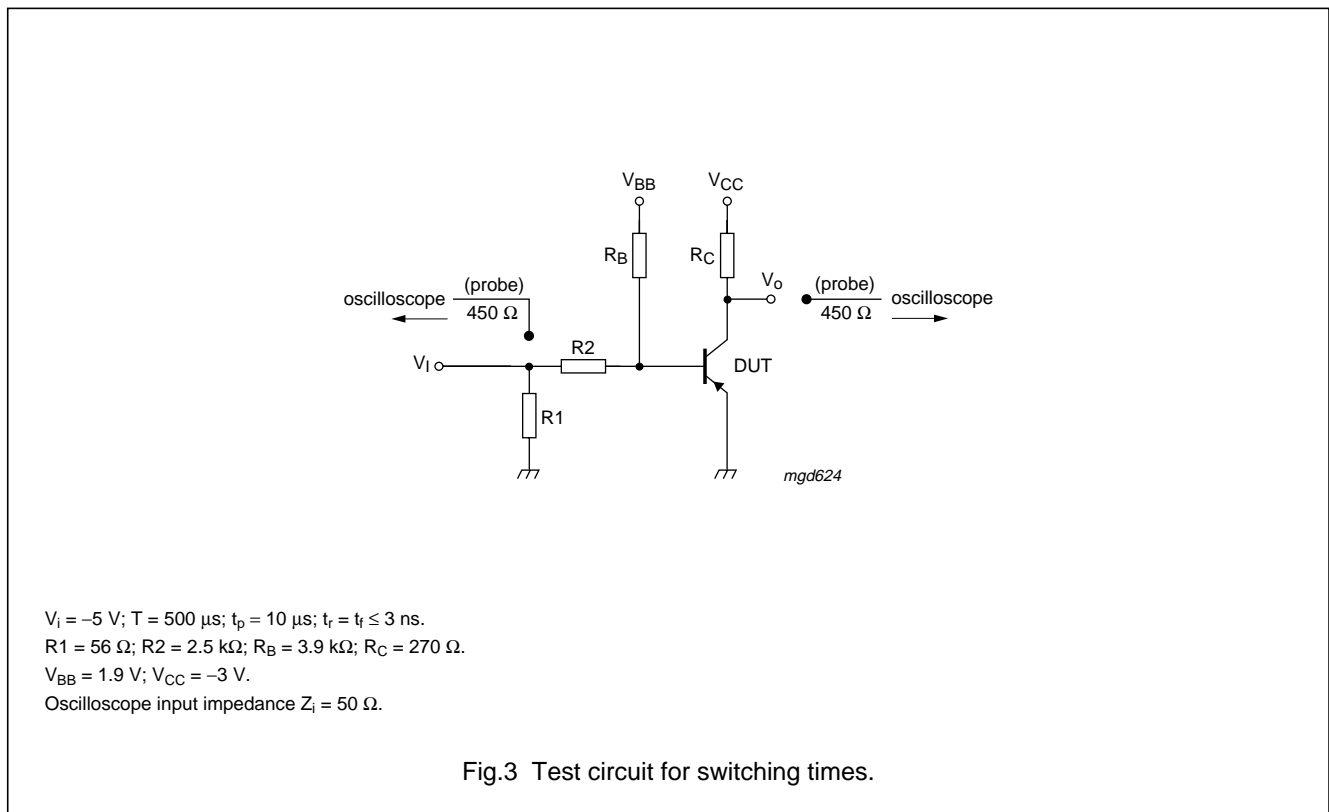 V_BB
V_CC
R_B
R_C
V_o
(probe)
oscilloscope
450 Ω
(probe)
oscilloscope
450 Ω
R2
V_I
DUT
R1
mgd624
V_i = −5 V; T = 500 µs; t_p = 10 µs; t_r = t_f ≤ 3 ns.
R1 = 56 Ω; R2 = 2.5 kΩ; R_B = 3.9 kΩ; R_C = 270 Ω.
V_BB = 1.9 V; V_CC = −3 V.
Oscilloscope input impedance Z_i = 50 Ω.
Fig.3 Test circuit for switching times.